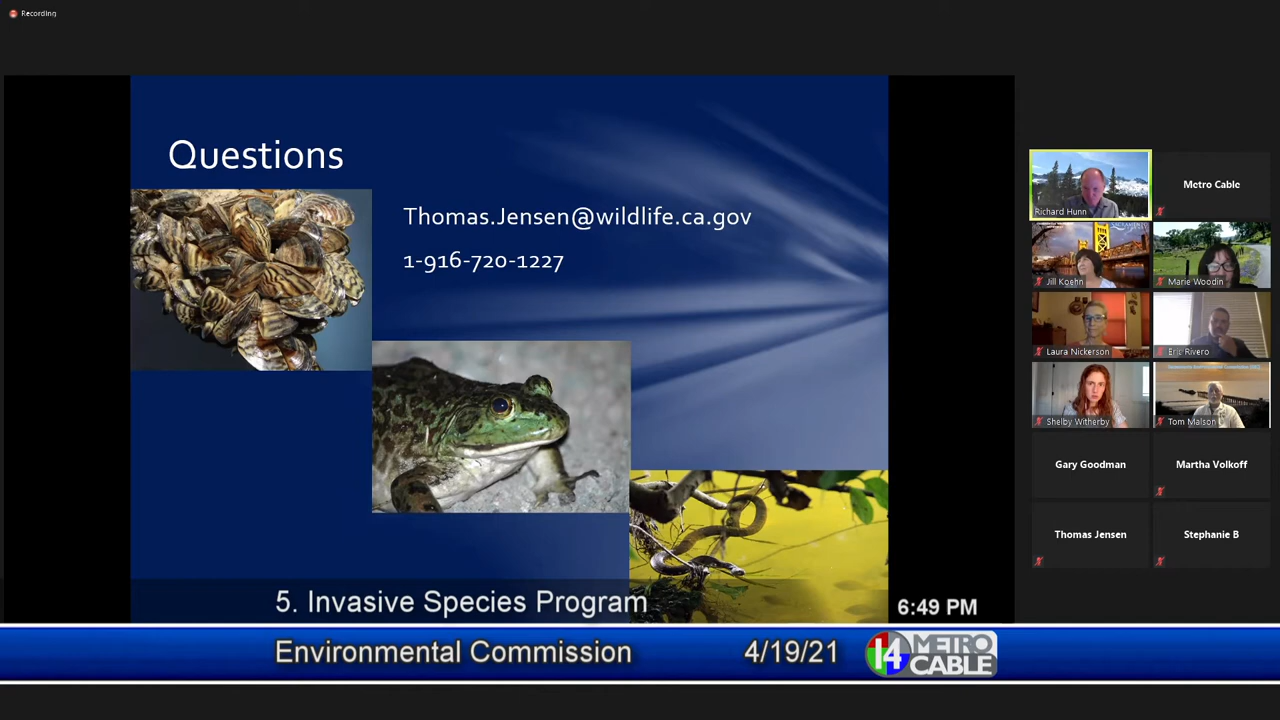 Recording
Questions
Thomas.Jensen@wildlife.ca.gov
1-916-720-1227
Richard Hunn
Metro Cable
Jill Koehn
SACRAMENTO
Marie Woodin
Laura Nickerson
Eric Rivero
Shelby Witherby
Tom Malson
Gary Goodman
Martha Volkoff
Thomas Jensen
Stephanie B
5. Invasive Species Program
6:49 PM
Environmental Commission
4/19/21
14 METRO
CABLE